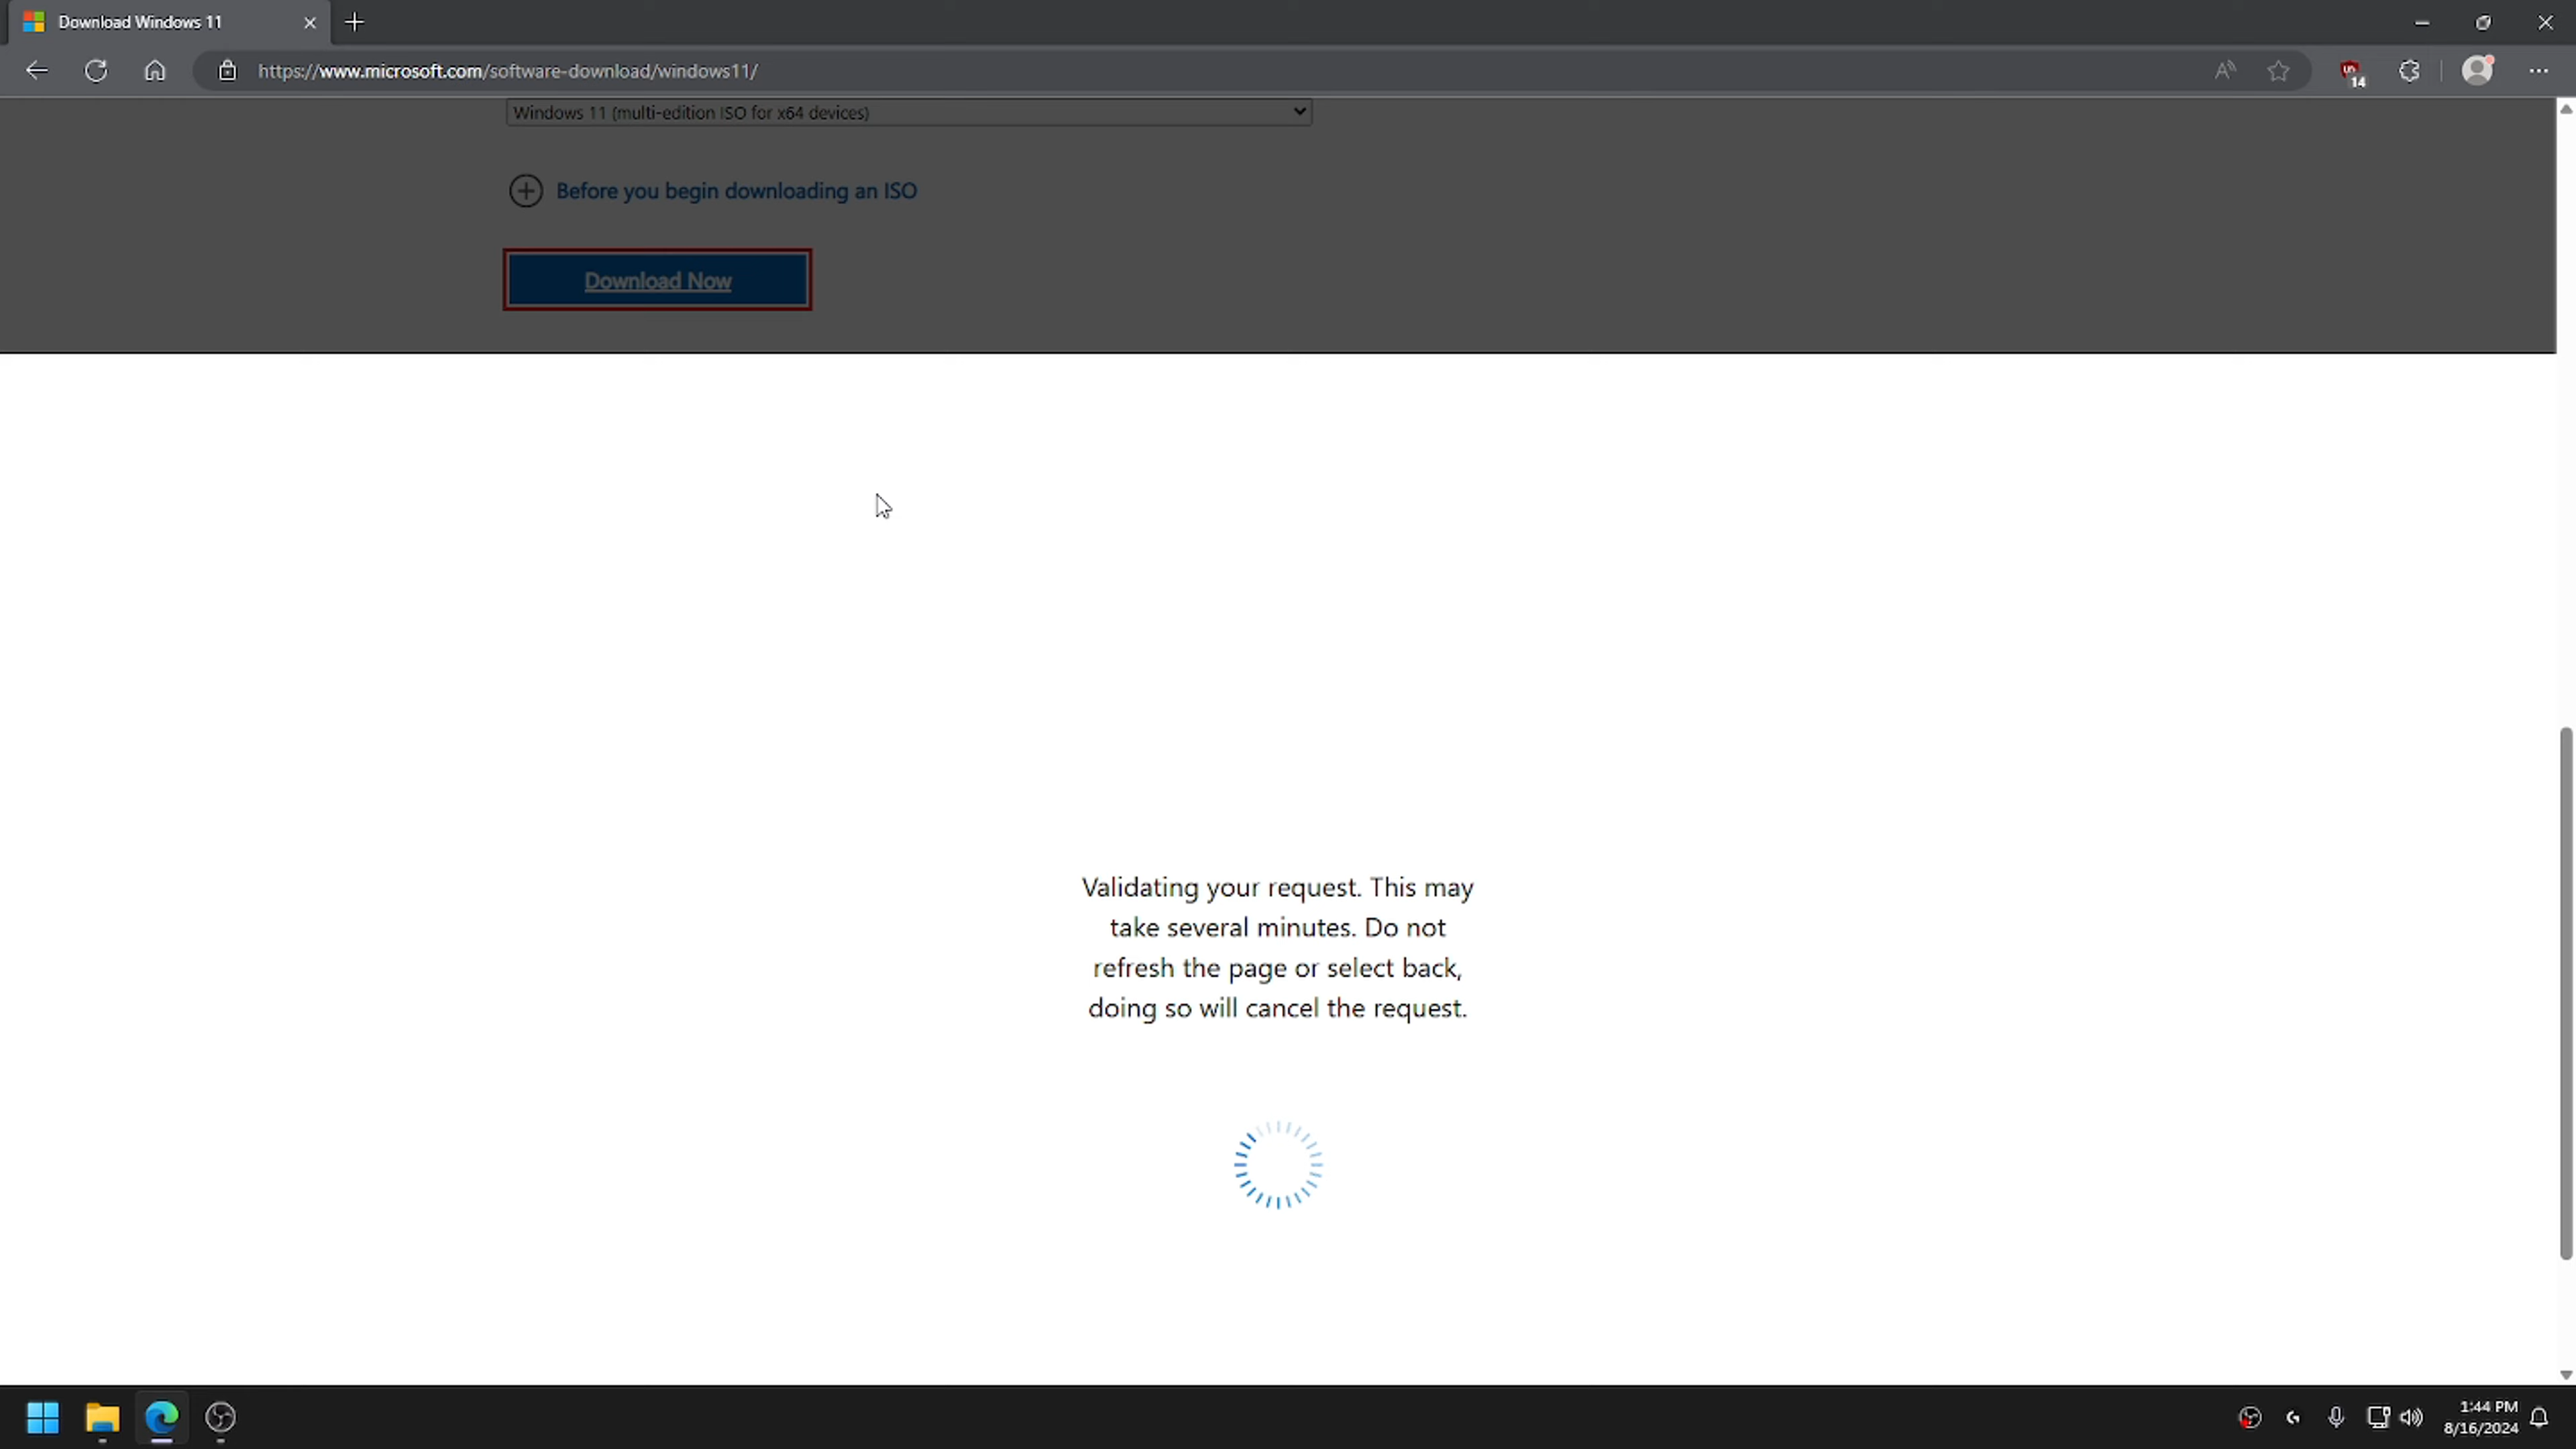 Download Windows 11
https://www.microsoft.com/software-download/windows11/
14
Windows 11 (multi-edition ISO for x64 devices)
Before you begin downloading an ISO
Download Now
Validating your request. This may
take several minutes. Do not
refresh the page or select back,
doing so will cancel the request.
1:44 PM
8/16/2024